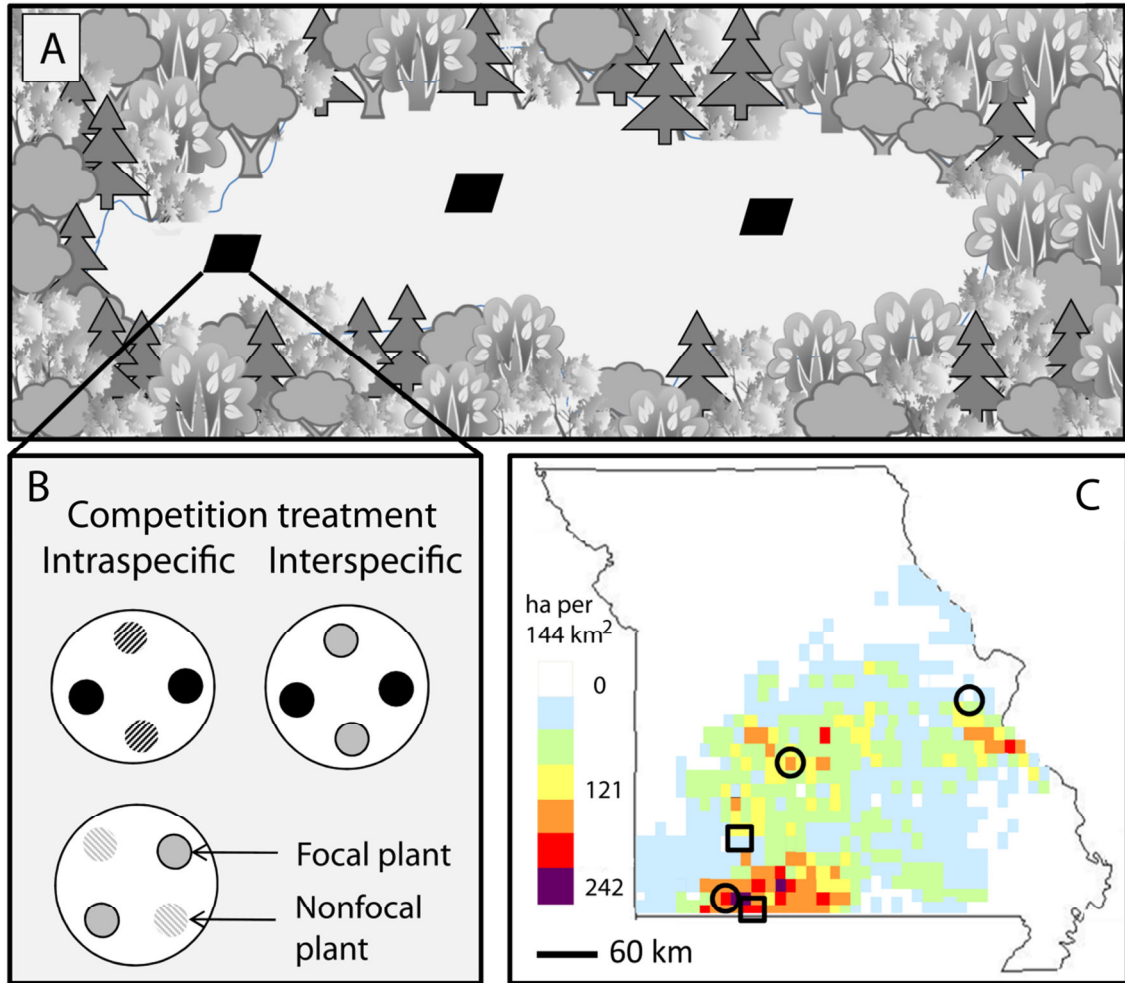 A
B
Competition treatment
Intraspecific Interspecific
Focal plant
Nonfocal
plant
C
ha per
144 km²
0
121
242
60 km